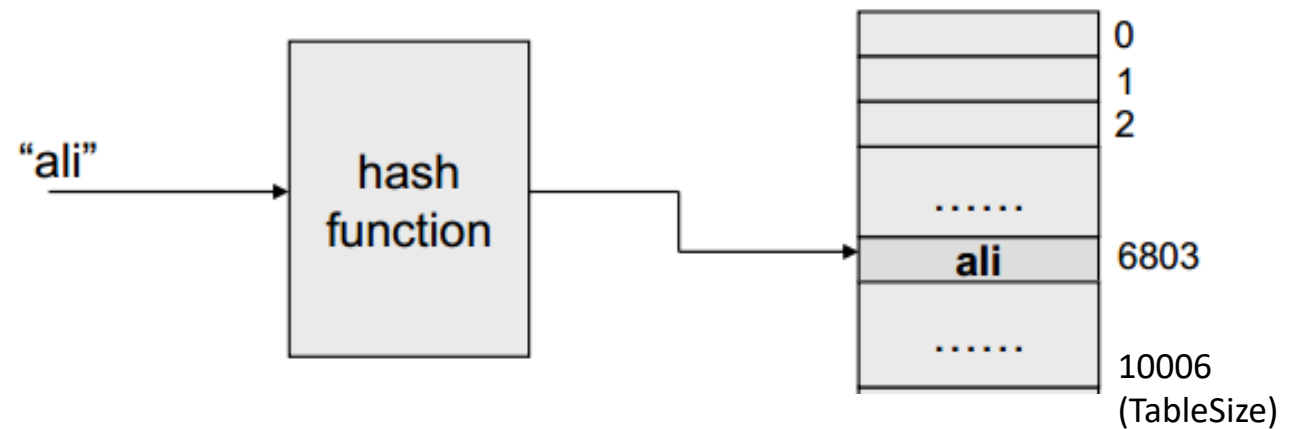 “ali”
hash
function
0
1
2
......
ali
6803
......
10006
(TableSize)